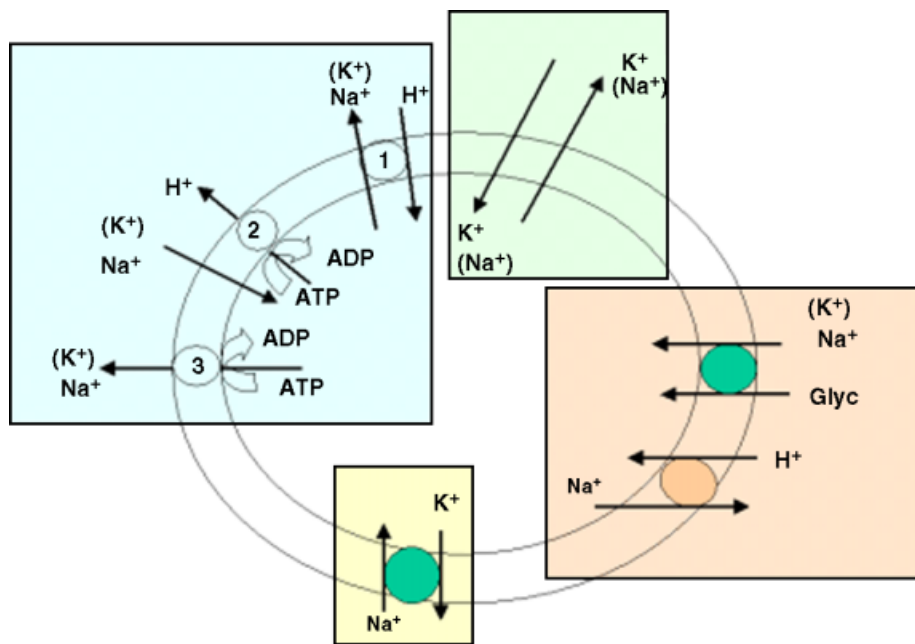 (K⁺)
Na⁺
H⁺
1
H⁺
2
(K⁺)
Na⁺
ADP
ATP
ADP
(K⁺)
Na⁺
3
ATP
K⁺
(Na⁺)
K⁺
(Na⁺)
(K⁺)
Na⁺
Glyc
H⁺
Na⁺
K⁺
Na⁺